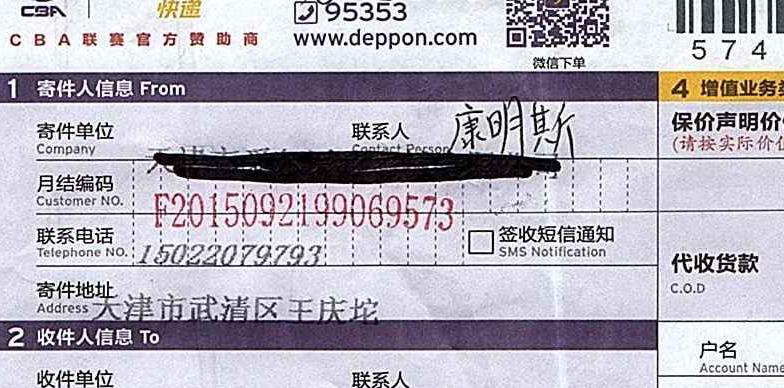 CBA 快递
95353
CBA联赛官方赞助商
www.deppon.com
微信下单
574
1 寄件人信息 From
4 增值业务
寄件单位
Company
联系人
Contact Person
康明斯
保价声明价
(请按实际价
月结编码
Customer NO.
F2015092199069573
联系电话
Telephone NO.
15022079793
签收短信通知
SMS Notification
代收货款
C.O.D
寄件地址
Address
天津市武清区王庆坨
2 收件人信息 To
户名
Account Name
收件单位
联系人